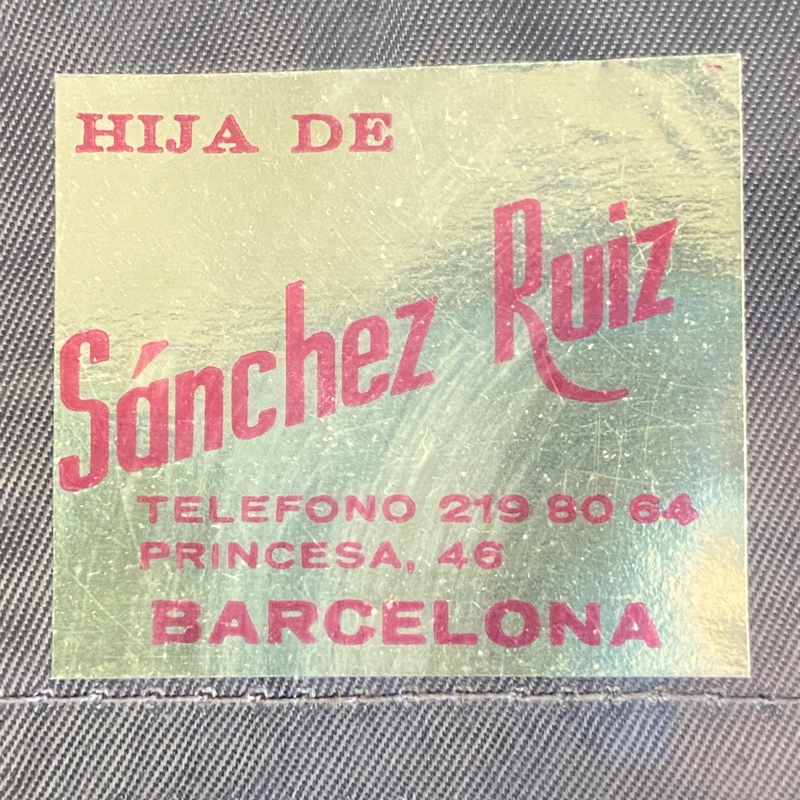 HIJA DE
Sánchez Ruiz
TELEFONO 219 80 64
PRINCESA, 46
BARCELONA